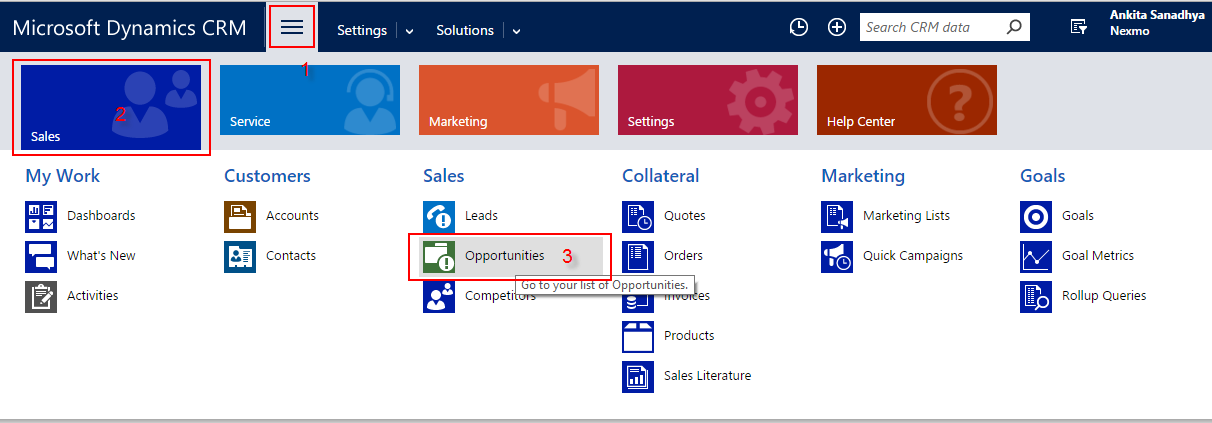 Microsoft Dynamics CRM
Settings
Solutions
Search CRM data
Ankita Sanadhya
Nexmo
1
2
Sales
Service
Marketing
Settings
Help Center
My Work
Dashboards
What's New
Activities
Customers
Accounts
Contacts
Sales
Leads
Opportunities
3
Go to your list of Opportunities.
Competitors
Collateral
Quotes
Orders
Invoices
Products
Sales Literature
Marketing
Marketing Lists
Quick Campaigns
Goals
Goals
Goal Metrics
Rollup Queries